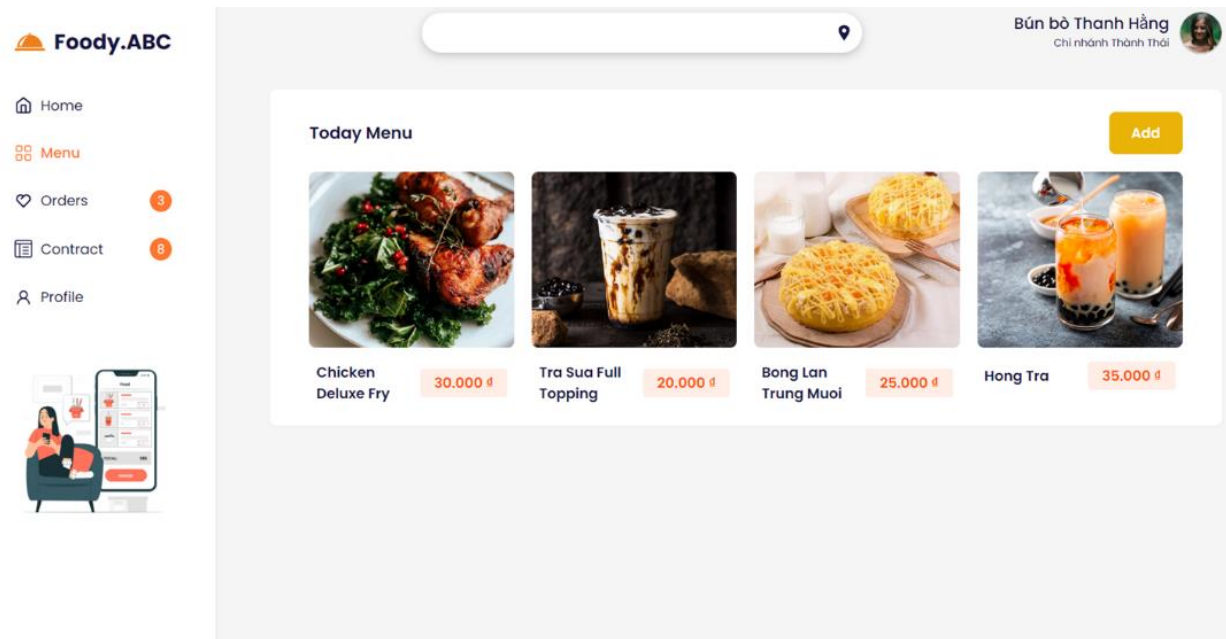 Foody.ABC
Bún bò Thanh Hằng
Chi nhánh Thành Thái
Home
Menu
Orders 3
Contract 8
Profile
Today Menu
Add
Chicken
Deluxe Fry
30.000 ₫
Tra Sua Full
Topping
20.000 ₫
Bong Lan
Trung Muoi
25.000 ₫
Hong Tra
35.000 ₫
Food